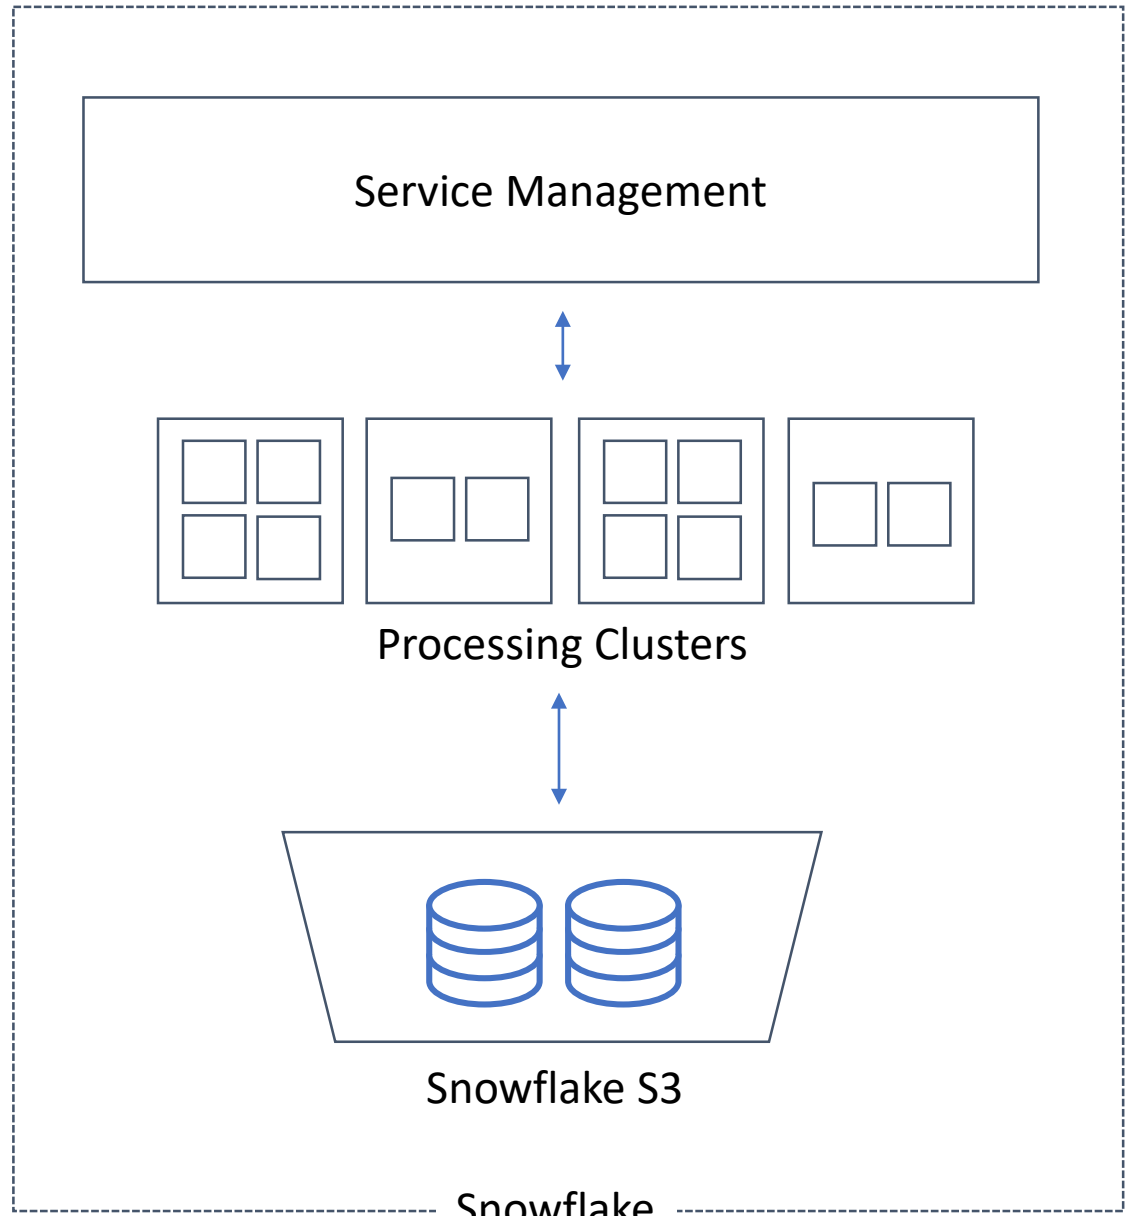 Service Management
Processing Clusters
Snowflake S3
Snowflake